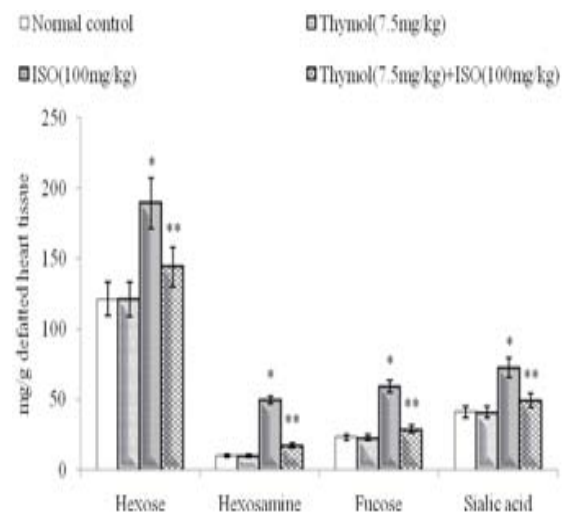 Normal control Thymol(7.5mg/kg)
ISO(100mg/kg) Thymol(7.5mg/kg)+ISO(100mg/kg)
250
200
150
100
50
0
mg/g defatted heart tissue
* ** * ** * ** * **
Hexose Hexosamine Fucose Sialic acid